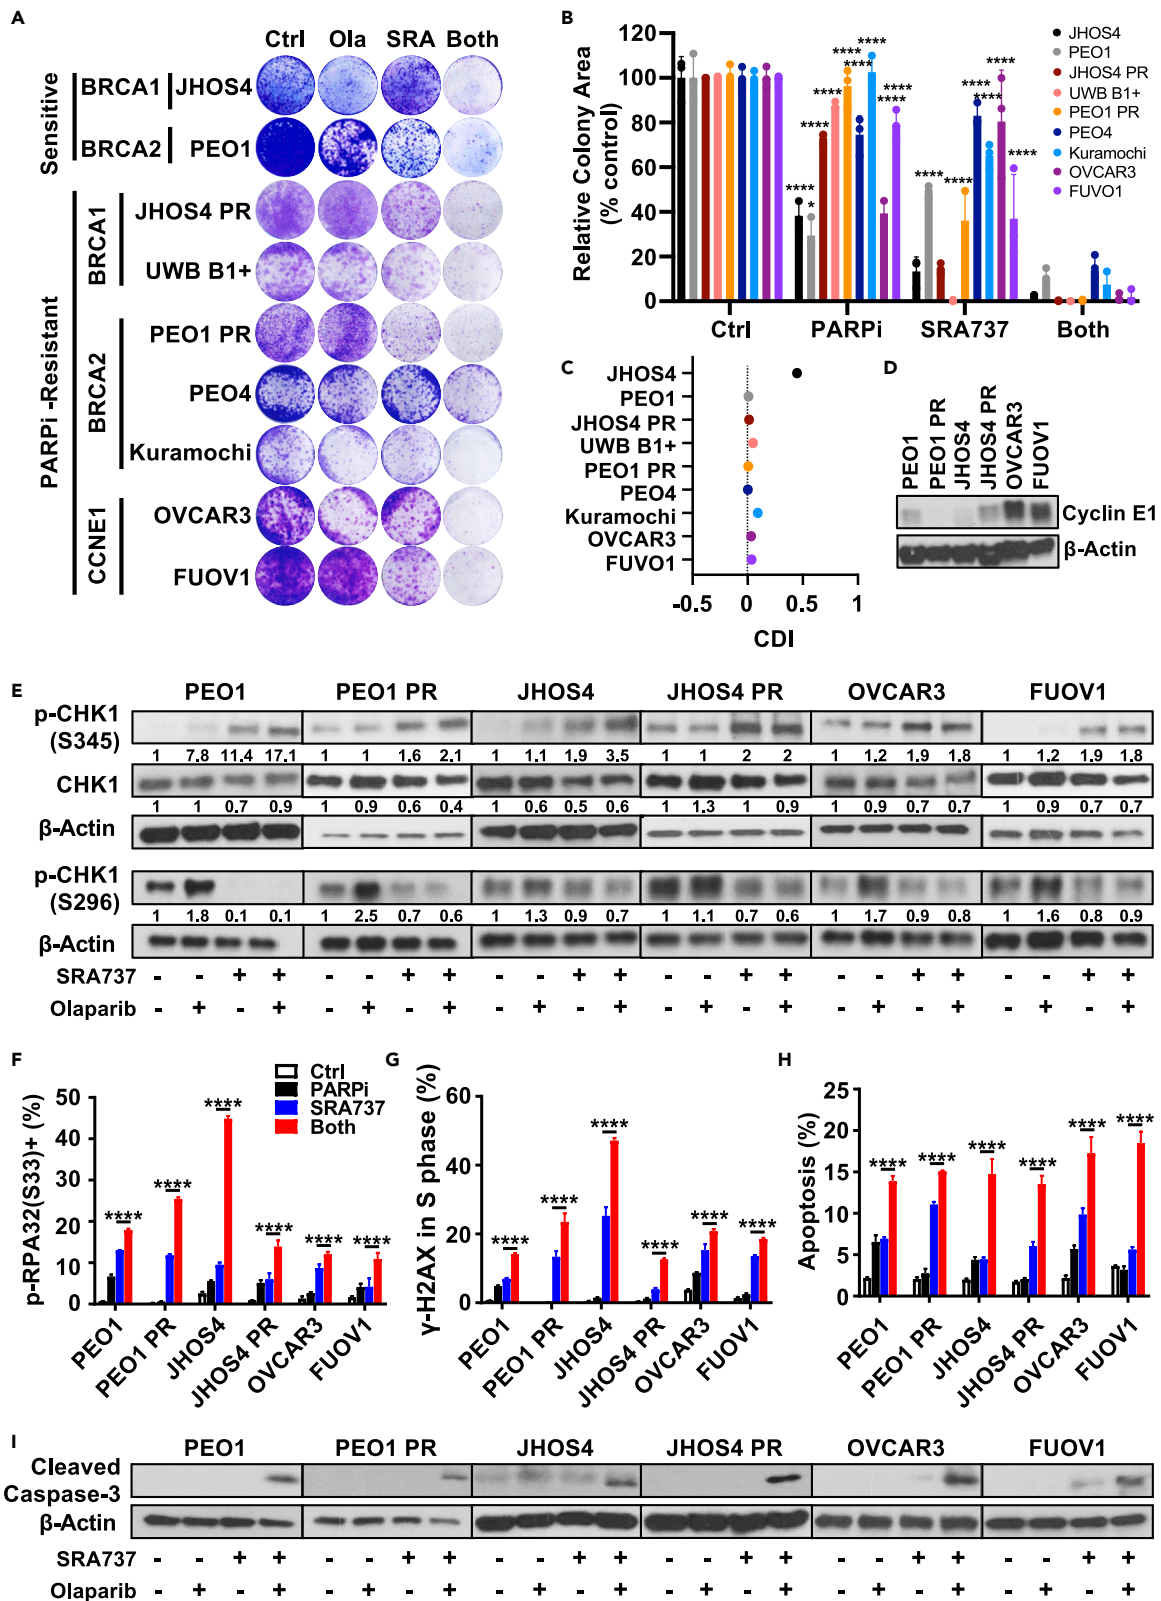 A
Ctrl Ola SRA Both
Sensitive
BRCA1 JHOS4
BRCA2 PEO1
PARPi -Resistant
BRCA1
JHOS4 PR
UWB B1+
BRCA2
PEO1 PR
PEO4
Kuramochi
CCNE1
OVCAR3
FUOV1
B
Relative Colony Area
(% control)
120
100
80
60
40
20
0
**** * **** **** **** **** **** **** ****
**** **** **** **** **** ****
Ctrl PARPi SRA737 Both
JHOS4
PEO1
JHOS4 PR
UWB B1+
PEO1 PR
PEO4
Kuramochi
OVCAR3
FUVO1
C
JHOS4
PEO1
JHOS4 PR
UWB B1+
PEO1 PR
PEO4
Kuramochi
OVCAR3
FUVO1
-0.5 0 0.5 1
CDI
D
PEO1 PEO1 PR JHOS4 JHOS4 PR OVCAR3 FUOV1
Cyclin E1
β-Actin
E
PEO1 PEO1 PR JHOS4 JHOS4 PR OVCAR3 FUOV1
p-CHK1
(S345)
1 7.8 11.4 17.1 1 1 1.6 2.1 1 1.1 1.9 3.5 1 1 2 2 1 1.2 1.9 1.8 1 1.2 1.9 1.8
CHK1
1 1 0.7 0.9 1 0.9 0.6 0.4 1 0.6 0.5 0.6 1 1.3 1 0.9 1 0.9 0.7 0.7 1 0.9 0.7 0.7
β-Actin
p-CHK1
(S296)
1 1.8 0.1 0.1 1 2.5 0.7 0.6 1 1.3 0.9 0.7 1 1.1 0.7 0.6 1 1.7 0.9 0.8 1 1.6 0.8 0.9
β-Actin
SRA737 - - + + - - + + - - + + - - + + - - + + - - + +
Olaparib - + - + - + - + - + - + - + - + - + - + - + - +
F
p-RPA32(S33)+ (%)
50
40
30
20
10
0
**** **** **** **** **** ****
Ctrl
PARPi
SRA737
Both
PEO1 PEO1 PR JHOS4 JHOS4 PR OVCAR3 FUOV1
G
γ-H2AX in S phase (%)
60
40
20
0
**** **** **** **** **** ****
PEO1 PEO1 PR JHOS4 JHOS4 PR OVCAR3 FUOV1
H
Apoptosis (%)
25
20
15
10
5
0
**** **** **** **** **** ****
PEO1 PEO1 PR JHOS4 JHOS4 PR OVCAR3 FUOV1
I
PEO1 PEO1 PR JHOS4 JHOS4 PR OVCAR3 FUOV1
Cleaved
Caspase-3
β-Actin
SRA737 - - + + - - + + - - + + - - + + - - + + - - + +
Olaparib - + - + - + - + - + - + - + - + - + - + - + - +